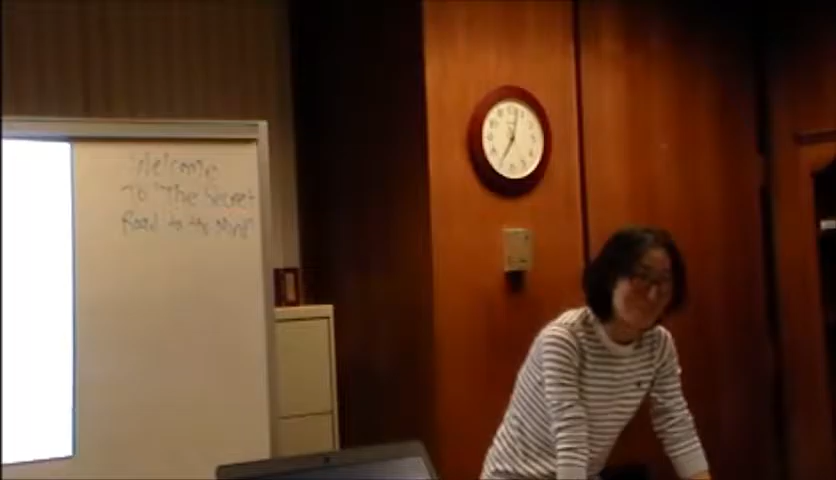 Welcome
To "The Secret
Road to the Mind"